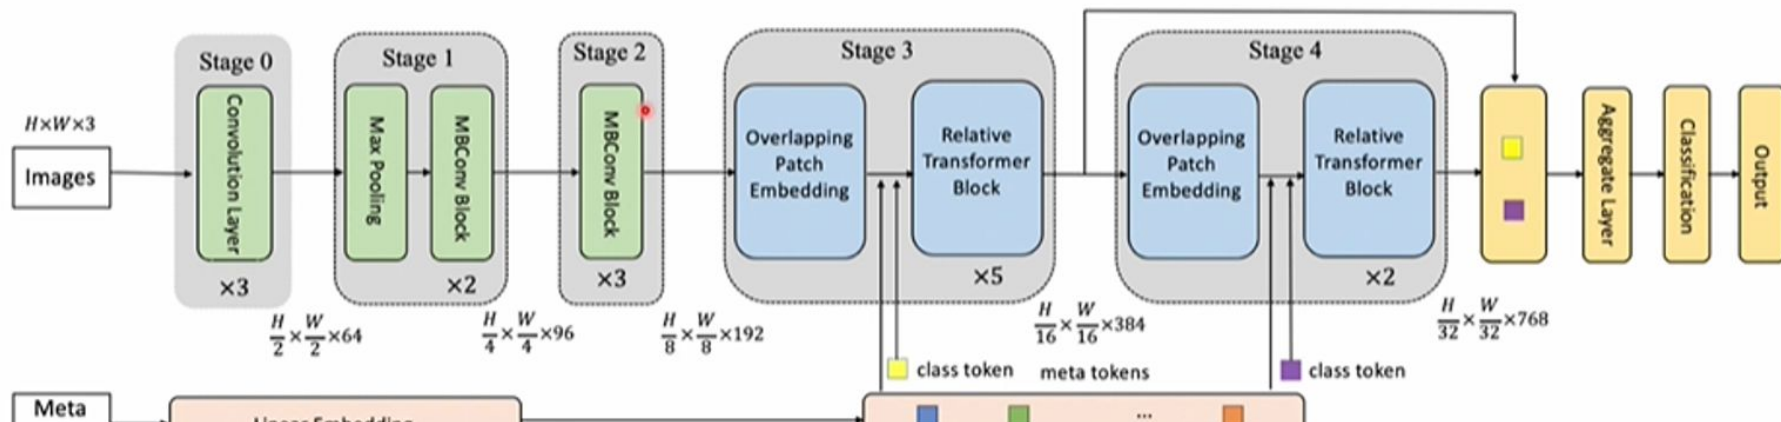 Stage 0
Stage 1
Stage 2
Stage 3
Stage 4
H×W×3
Images
Convolution Layer
×3
Max Pooling
MBConv Block
×2
MBConv Block
×3
Overlapping
Patch
Embedding
Relative
Transformer
Block
×5
Overlapping
Patch
Embedding
Relative
Transformer
Block
×2
Aggregate Layer
Classification
Output
H/2×W/2×64
H/4×W/4×96
H/8×W/8×192
H/16×W/16×384
H/32×W/32×768
class token
meta tokens
class token
Meta
Linear Embedding
...